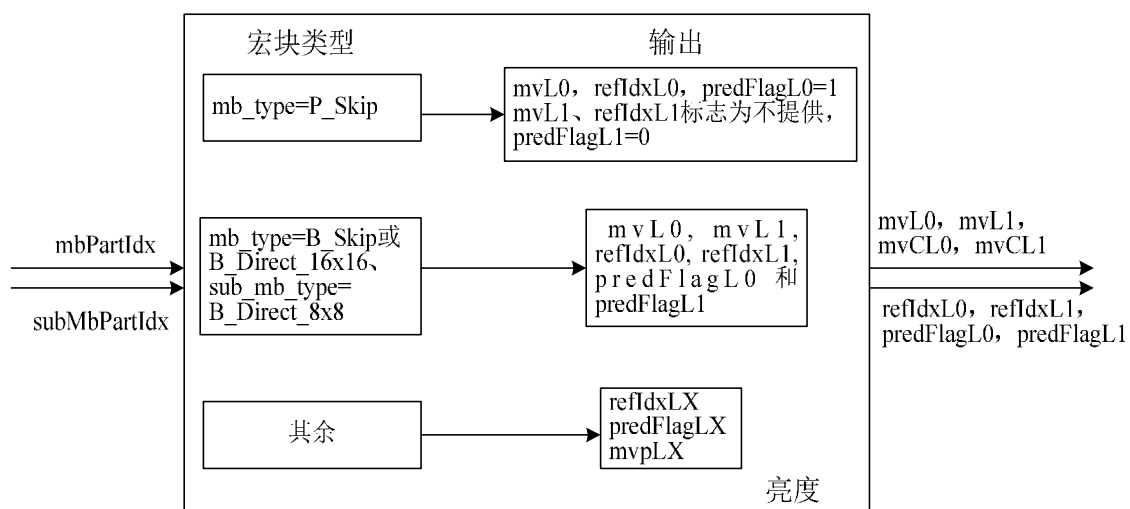 宏块类型
输出
mb_type=P_Skip
mvL0，refIdxL0，predFlagL0=1
mvL1、refIdxL1标志为不提供，
predFlagL1=0
mbPartIdx
subMbPartIdx
mb_type=B_Skip或
B_Direct_16x16、
sub_mb_type=
B_Direct_8x8
mvL0, mvL1,
refIdxL0, refIdxL1,
predFlagL0 和
predFlagL1
mvL0，mvL1，
mvCL0，mvCL1
refIdxL0，refIdxL1，
predFlagL0，predFlagL1
其余
refIdxLX
predFlagLX
mvpLX
亮度